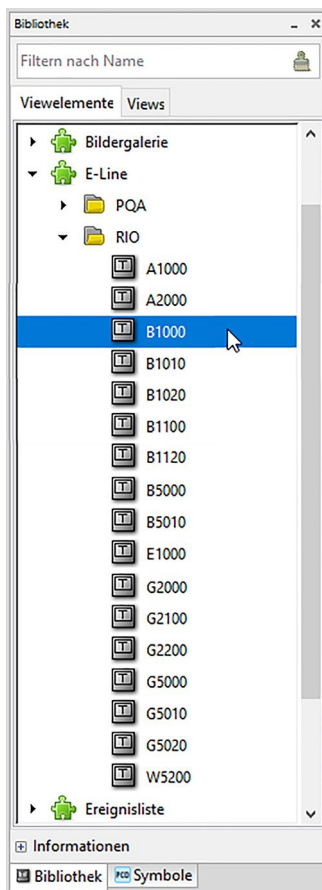 Bibliothek
Filtern nach Name
Viewelemente Views
Bildergalerie
E-Line
PQA
RIO
A1000
A2000
B1000
B1010
B1020
B1100
B1120
B5000
B5010
E1000
G2000
G2100
G2200
G5000
G5010
G5020
W5200
Ereignisliste
Informationen
Bibliothek PCD Symbole